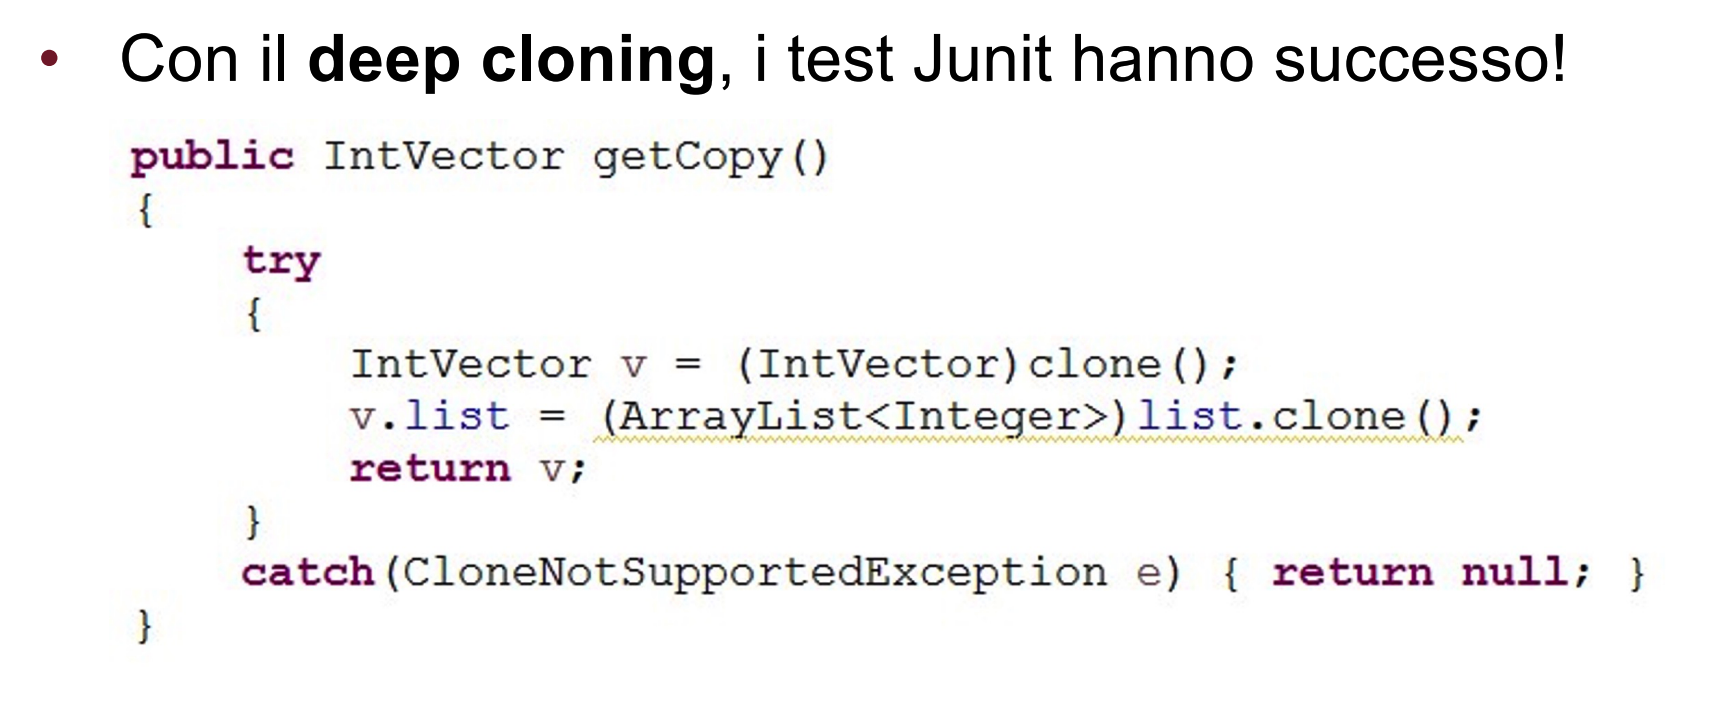 • Con il deep cloning, i test Junit hanno successo!
public IntVector getCopy()
{
try
{
IntVector v = (IntVector)clone();
v.list = (ArrayList<Integer>)list.clone();
return v;
}
catch(CloneNotSupportedException e) { return null; }
}